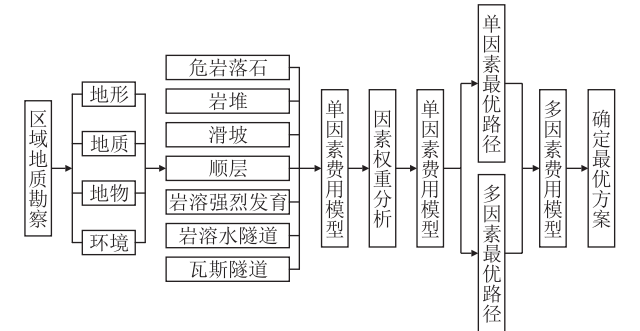 区域地质勘察
地形
地质
地物
环境
危岩落石
岩堆
滑坡
顺层
岩溶强烈发育
岩溶水隧道
瓦斯隧道
单因素费用模型
因素权重分析
单因素费用模型
单因素最优路径
多因素最优路径
多因素费用模型
确定最优方案